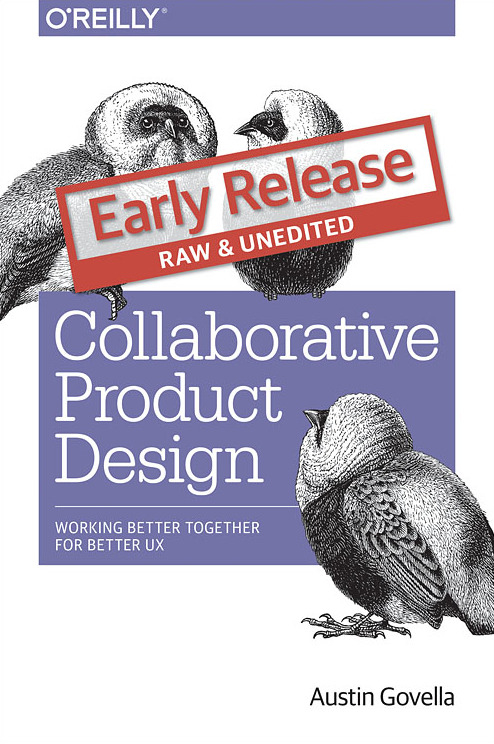 O'REILLY®
Early Release
RAW & UNEDITED
Collaborative
Product
Design
WORKING BETTER TOGETHER
FOR BETTER UX
Austin Govella